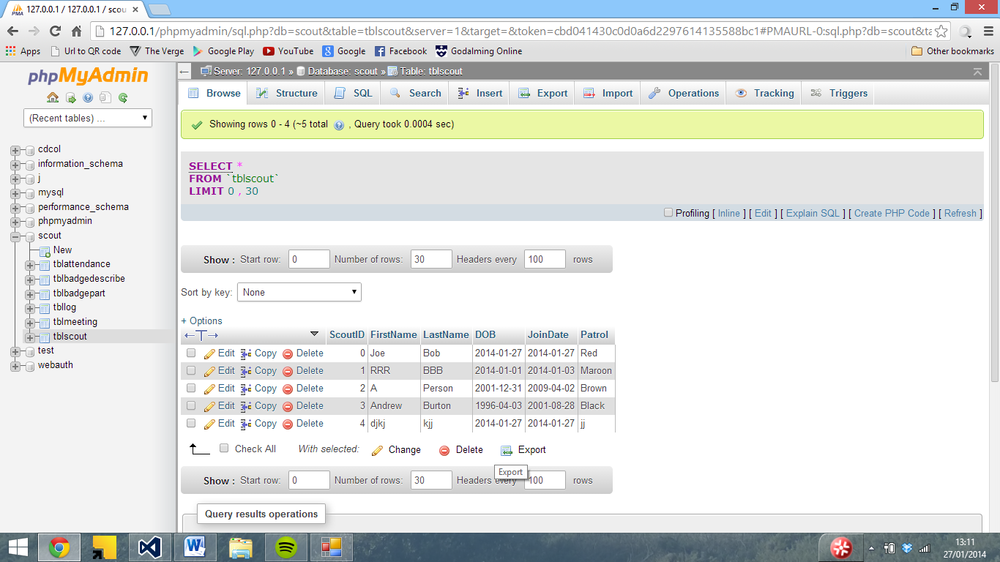 127.0.0.1 / 127.0.0.1 / scou
127.0.0.1/phpmyadmin/sql.php?db=scout&table=tblscout&server=1&target=&token=cbd041430c0d0a6d2297614135588bc1#PMAURL-0:sql.php?db=scout&ta
Apps Url to QR code The Verge Google Play YouTube Google Facebook Godalming Online Other bookmarks
phpMyAdmin
(Recent tables) ...
cdcol
information_schema
j
mysql
performance_schema
phpmyadmin
scout
New
tblattendance
tblbadgedescribe
tblbadgepart
tbllog
tblmeeting
tblscout
test
webauth
Server: 127.0.0.1 » Database: scout » Table: tblscout
Browse Structure SQL Search Insert Export Import Operations Tracking Triggers
Showing rows 0 - 4 (~5 total , Query took 0.0004 sec)
SELECT *
FROM `tblscout`
LIMIT 0 , 30
Profiling [ Inline ] [ Edit ] [ Explain SQL ] [ Create PHP Code ] [ Refresh ]
Show : Start row: 0 Number of rows: 30 Headers every 100 rows
Sort by key: None
+ Options
ScoutID FirstName LastName DOB JoinDate Patrol
Edit Copy Delete 0 Joe Bob 2014-01-27 2014-01-27 Red
Edit Copy Delete 1 RRR BBB 2014-01-01 2014-01-03 Maroon
Edit Copy Delete 2 A Person 2001-12-31 2009-04-02 Brown
Edit Copy Delete 3 Andrew Burton 1996-04-03 2001-08-28 Black
Edit Copy Delete 4 djkj kjj 2014-01-27 2014-01-27 jj
Check All With selected: Change Delete Export
Export
Show : Start row: 0 Number of rows: 30 Headers every 100 rows
Query results operations
13:11
27/01/2014